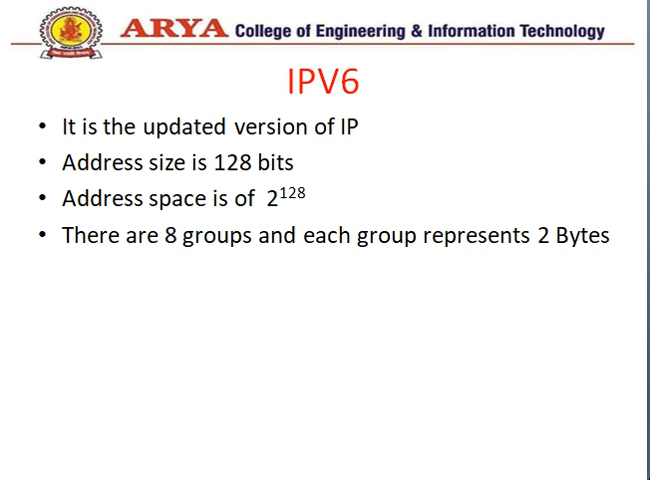 ARYA College of Engineering & Information Technology
IPV6
• It is the updated version of IP
• Address size is 128 bits
• Address space is of 2¹²⁸
• There are 8 groups and each group represents 2 Bytes